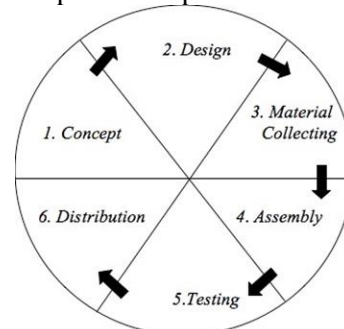 2. Design
3. Material
Collecting
1. Concept
6. Distribution
4. Assembly
5.Testing